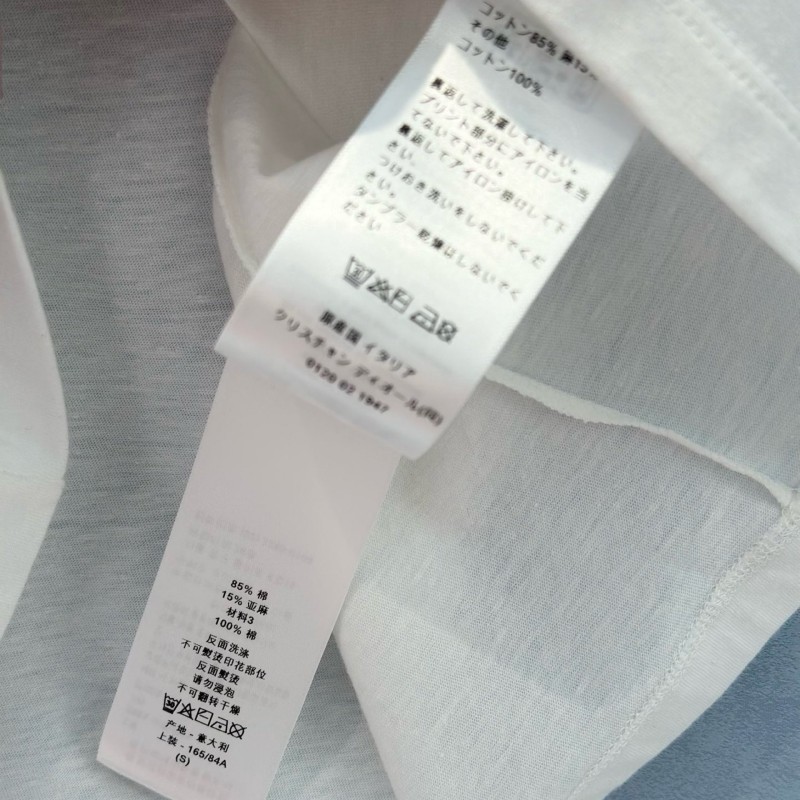 コットン85% 麻15%
その他
コットン100%
裏返して洗濯して下さい。
プリント部分にアイロンを当
てないで下さい。
裏返してアイロン掛けして下
さい。
つけおき洗いをしないでくだ
さい。
タンブラー乾燥はしないでく
ださい
原産国 イタリア
クリスチャン ディオール(株)
0120 02 1947
85% 棉
15% 亚麻
材料3
100% 棉
反面洗涤
不可熨烫印花部位
反面熨烫
请勿浸泡
不可翻转干燥
产地 - 意大利
上装 - 165/84A
(S)